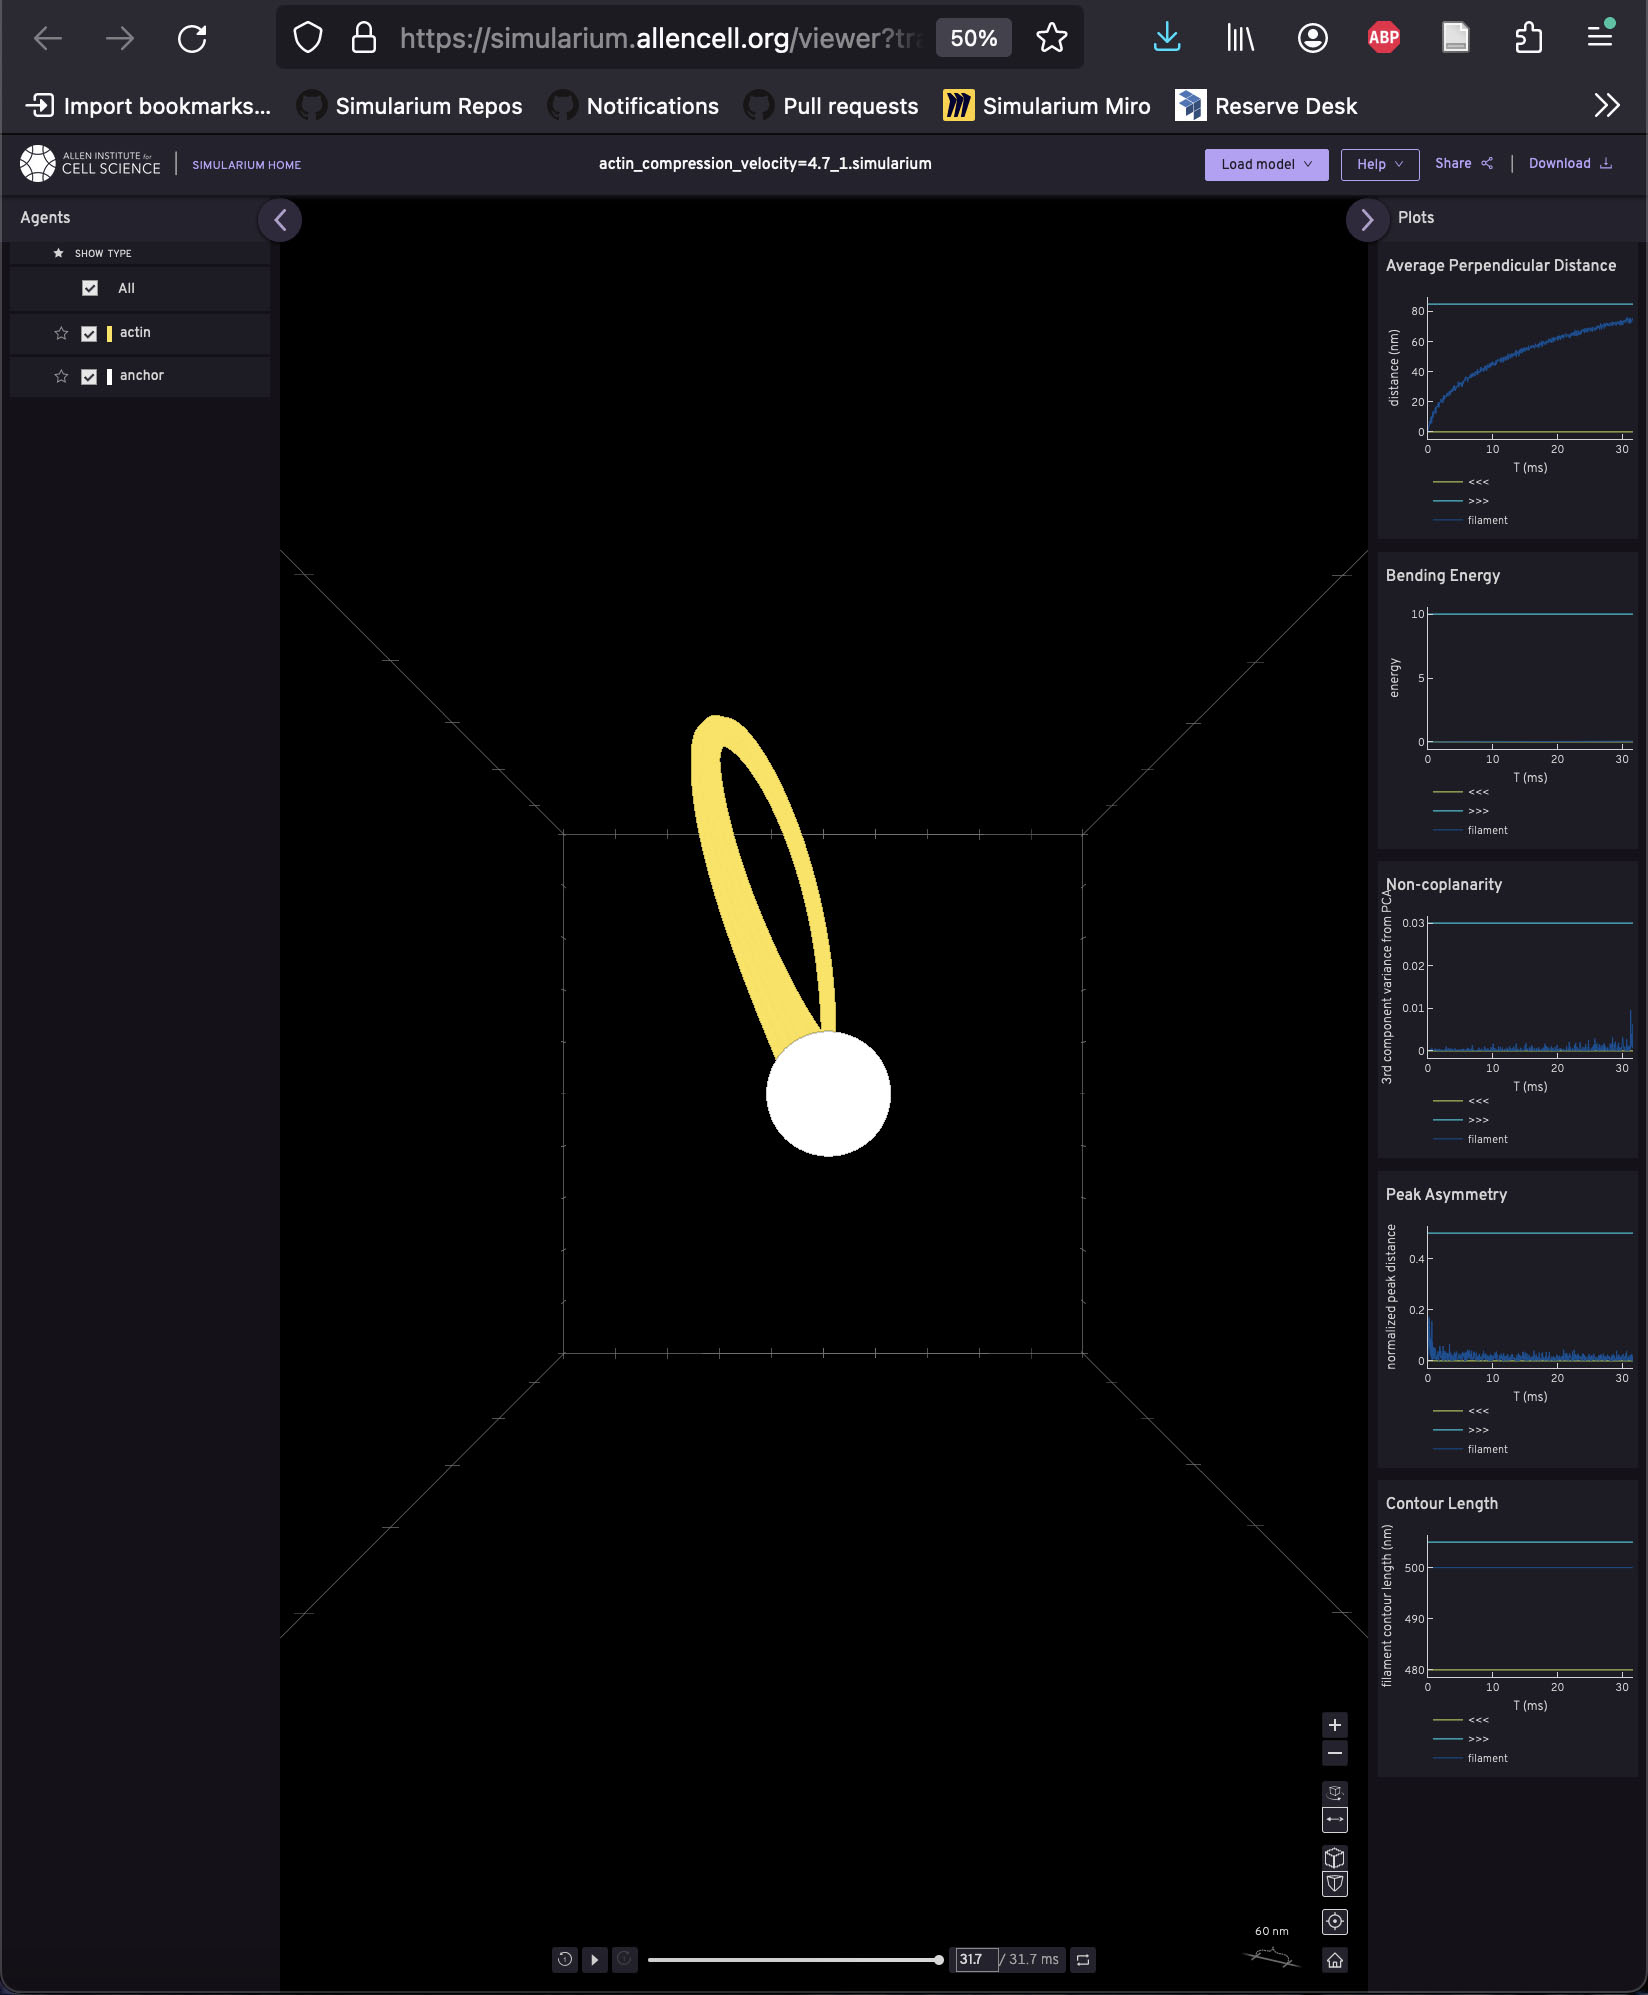 https://simularium.allencell.org/viewer?tra
50%
ABP
Import bookmarks...
Simularium Repos
Notifications
Pull requests
Simularium Miro
Reserve Desk
ALLEN INSTITUTE for
CELL SCIENCE
SIMULARIUM HOME
actin_compression_velocity=4.7_1.simularium
Load model
Help
Share
Download
Agents
SHOW TYPE
All
actin
anchor
Plots
Average Perpendicular Distance
distance (nm)
80
60
40
20
0
0 10 20 30
T (ms)
<<<
>>>
filament
Bending Energy
energy
10
5
0
0 10 20 30
T (ms)
<<<
>>>
filament
Non-coplanarity
3rd component variance from PCA
0.03
0.02
0.01
0
0 10 20 30
T (ms)
<<<
>>>
filament
Peak Asymmetry
normalized peak distance
0.4
0.2
0
0 10 20 30
T (ms)
<<<
>>>
filament
Contour Length
filament contour length (nm)
500
490
480
0 10 20 30
T (ms)
<<<
>>>
filament
60 nm
31.7 / 31.7 ms